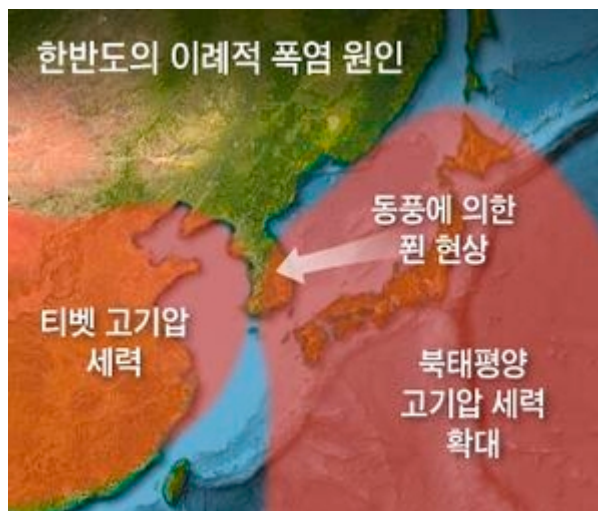 한반도의 이례적 폭염 원인
동풍에 의한
푄 현상
티벳 고기압
세력
북태평양
고기압 세력
확대